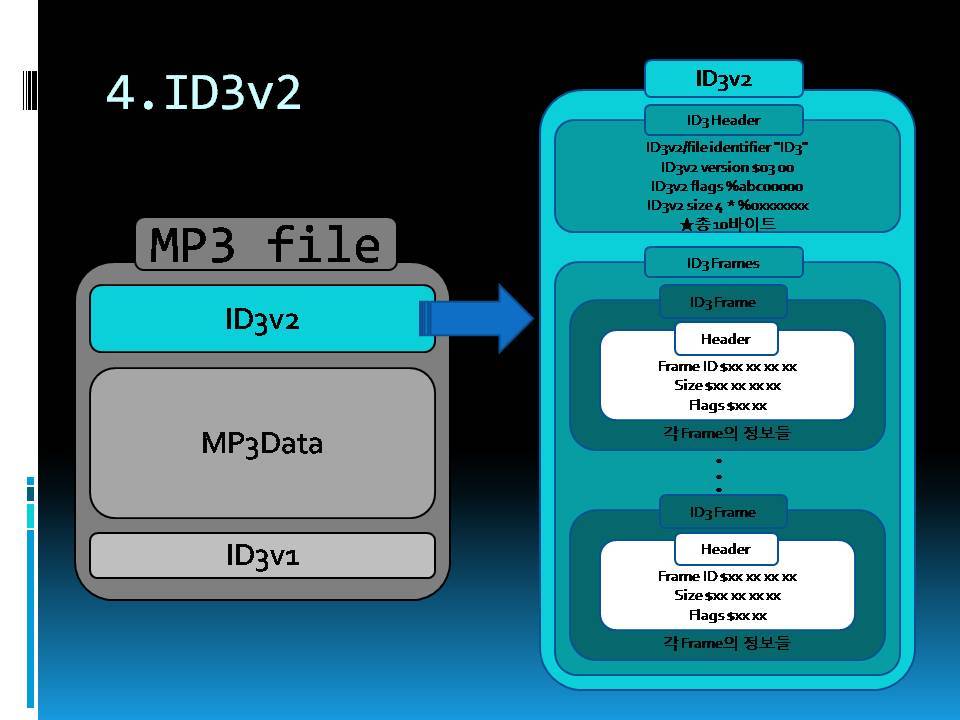 4.ID3v2
MP3 file
ID3v2
MP3Data
ID3v1
ID3v2
ID3 Header
ID3v2/file identifier "ID3"
ID3v2 version $03 00
ID3v2 flags %abc00000
ID3v2 size 4 * %0xxxxxxx
★총 10바이트
ID3 Frames
ID3 Frame
Header
Frame ID $xx xx xx xx
Size $xx xx xx xx
Flags $xx xx
각 Frame의 정보들
ID3 Frame
Header
Frame ID $xx xx xx xx
Size $xx xx xx xx
Flags $xx xx
각 Frame의 정보들